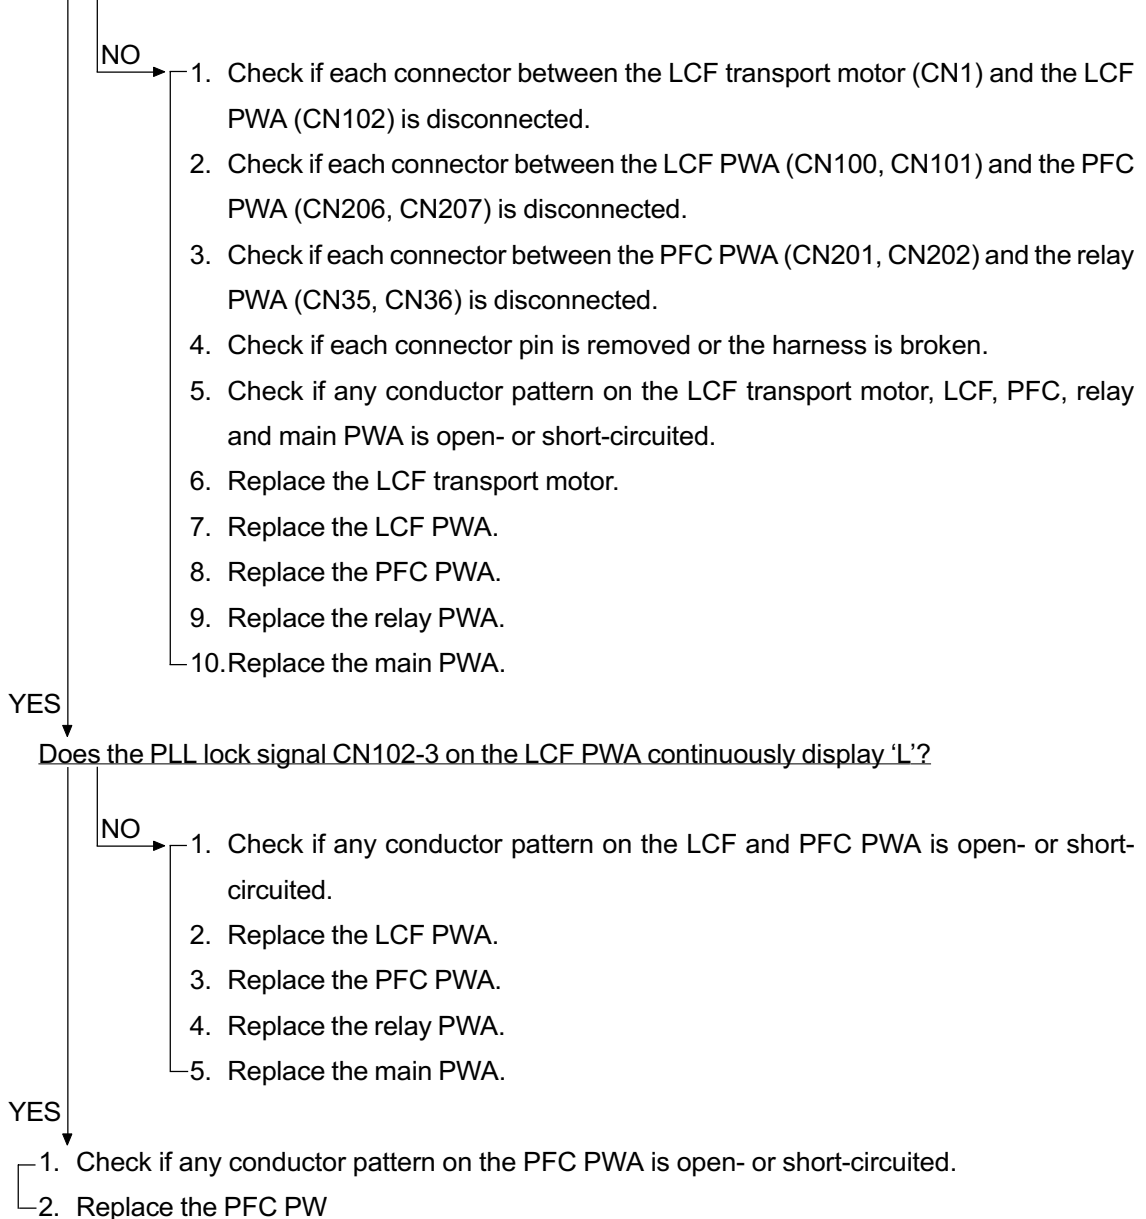 NO
1. Check if each connector between the LCF transport motor (CN1) and the LCF
PWA (CN102) is disconnected.
2. Check if each connector between the LCF PWA (CN100, CN101) and the PFC
PWA (CN206, CN207) is disconnected.
3. Check if each connector between the PFC PWA (CN201, CN202) and the relay
PWA (CN35, CN36) is disconnected.
4. Check if each connector pin is removed or the harness is broken.
5. Check if any conductor pattern on the LCF transport motor, LCF, PFC, relay
and main PWA is open- or short-circuited.
6. Replace the LCF transport motor.
7. Replace the LCF PWA.
8. Replace the PFC PWA.
9. Replace the relay PWA.
10.Replace the main PWA.
YES
Does the PLL lock signal CN102-3 on the LCF PWA continuously display ‘L’?
NO
1. Check if any conductor pattern on the LCF and PFC PWA is open- or short-
circuited.
2. Replace the LCF PWA.
3. Replace the PFC PWA.
4. Replace the relay PWA.
5. Replace the main PWA.
YES
1. Check if any conductor pattern on the PFC PWA is open- or short-circuited.
2. Replace the PFC PW